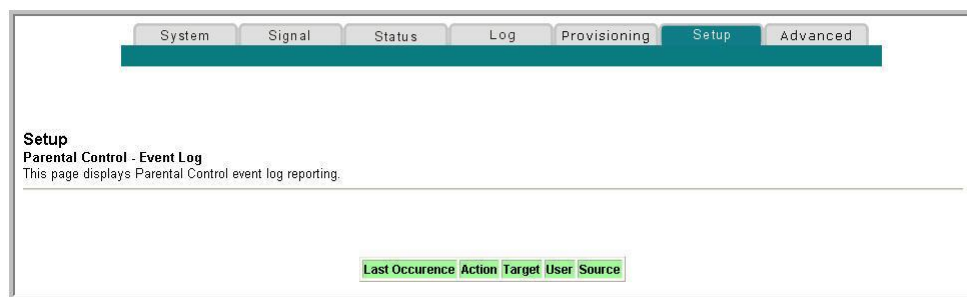 System Signal Status Log Provisioning Setup Advanced
Setup
Parental Control - Event Log
This page displays Parental Control event log reporting.
Last Occurence Action Target User Source